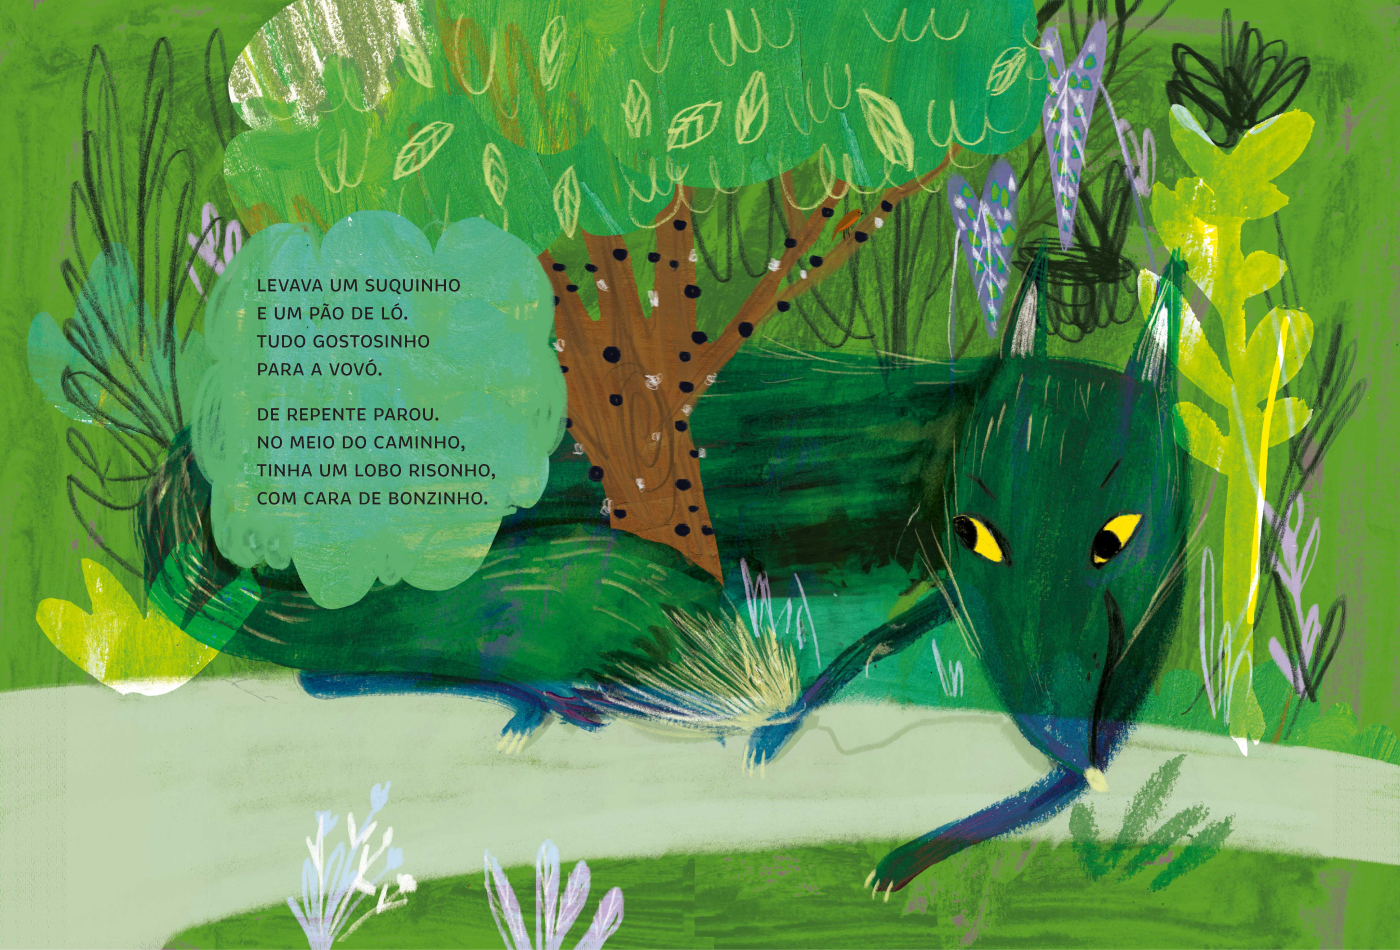 LEVAVA UM SUQUINHO
E UM PÃO DE LÓ.
TUDO GOSTOSINHO
PARA A VOVÓ.
DE REPENTE PAROU.
NO MEIO DO CAMINHO,
TINHA UM LOBO RISONHO,
COM CARA DE BONZINHO.